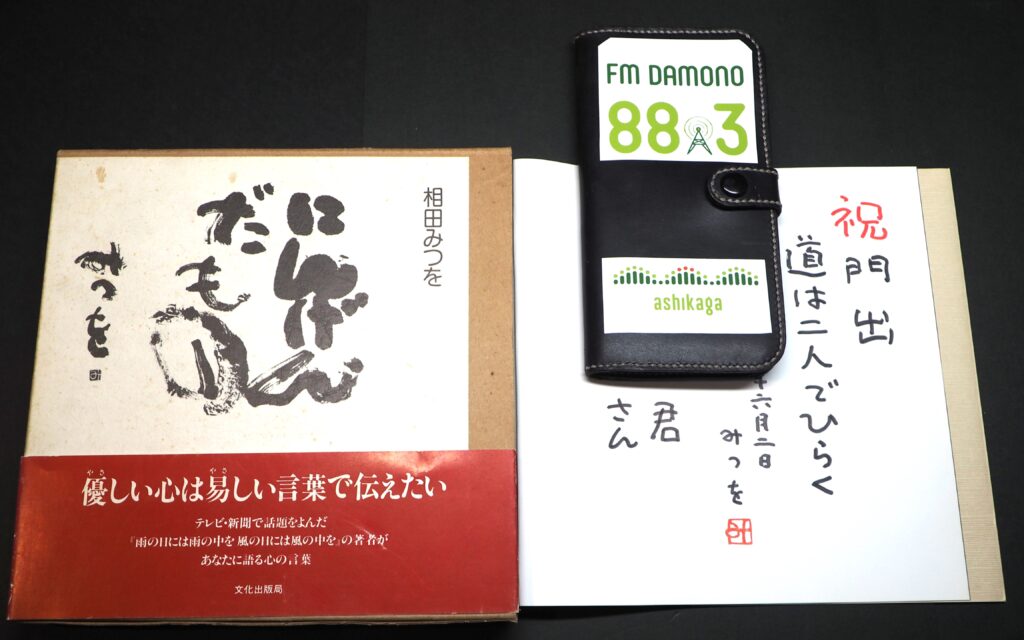 相田みつを
にんげん
だもの
みつを
優しい心は易しい言葉で伝えたい
やさ
やさ
テレビ・新聞で話題をよんだ
『雨の日には雨の中を 風の日には風の中を』の著者が
あなたに語る心の言葉
文化出版局
FM DAMONO
88 3
ashikaga
祝
門出
道は二人でひらく
十六月二日
みつを
君
さん